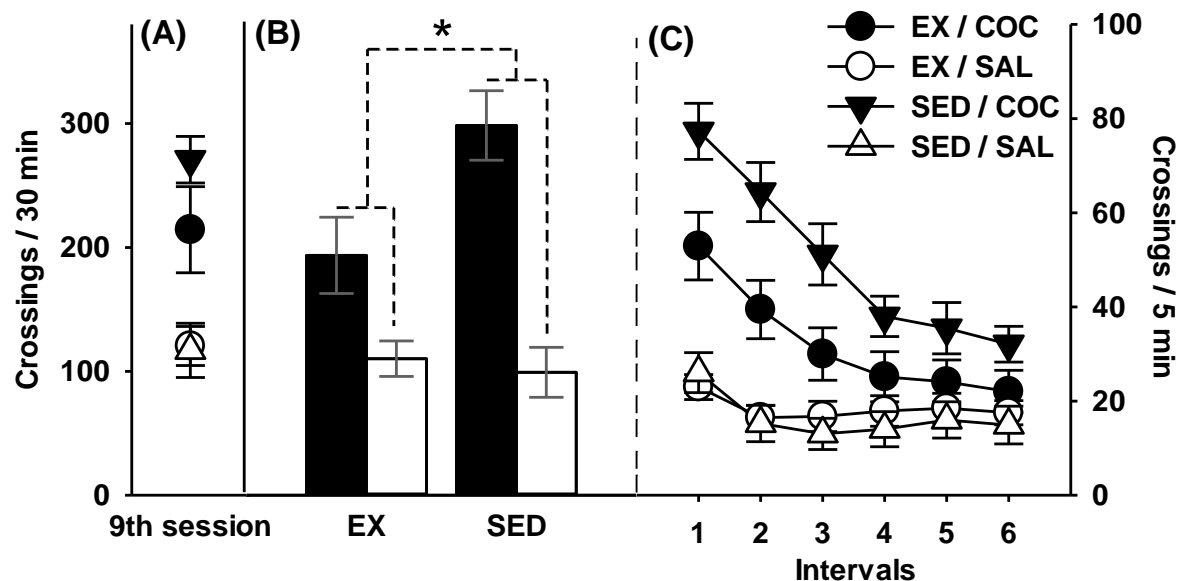 (A)
(B)
*
(C)
EX / COC
EX / SAL
SED / COC
SED / SAL
Crossings / 30 min
300
200
100
0
9th session
EX
SED
1 2 3 4 5 6
Intervals
100
80
60
40
20
0
Crossings / 5 min